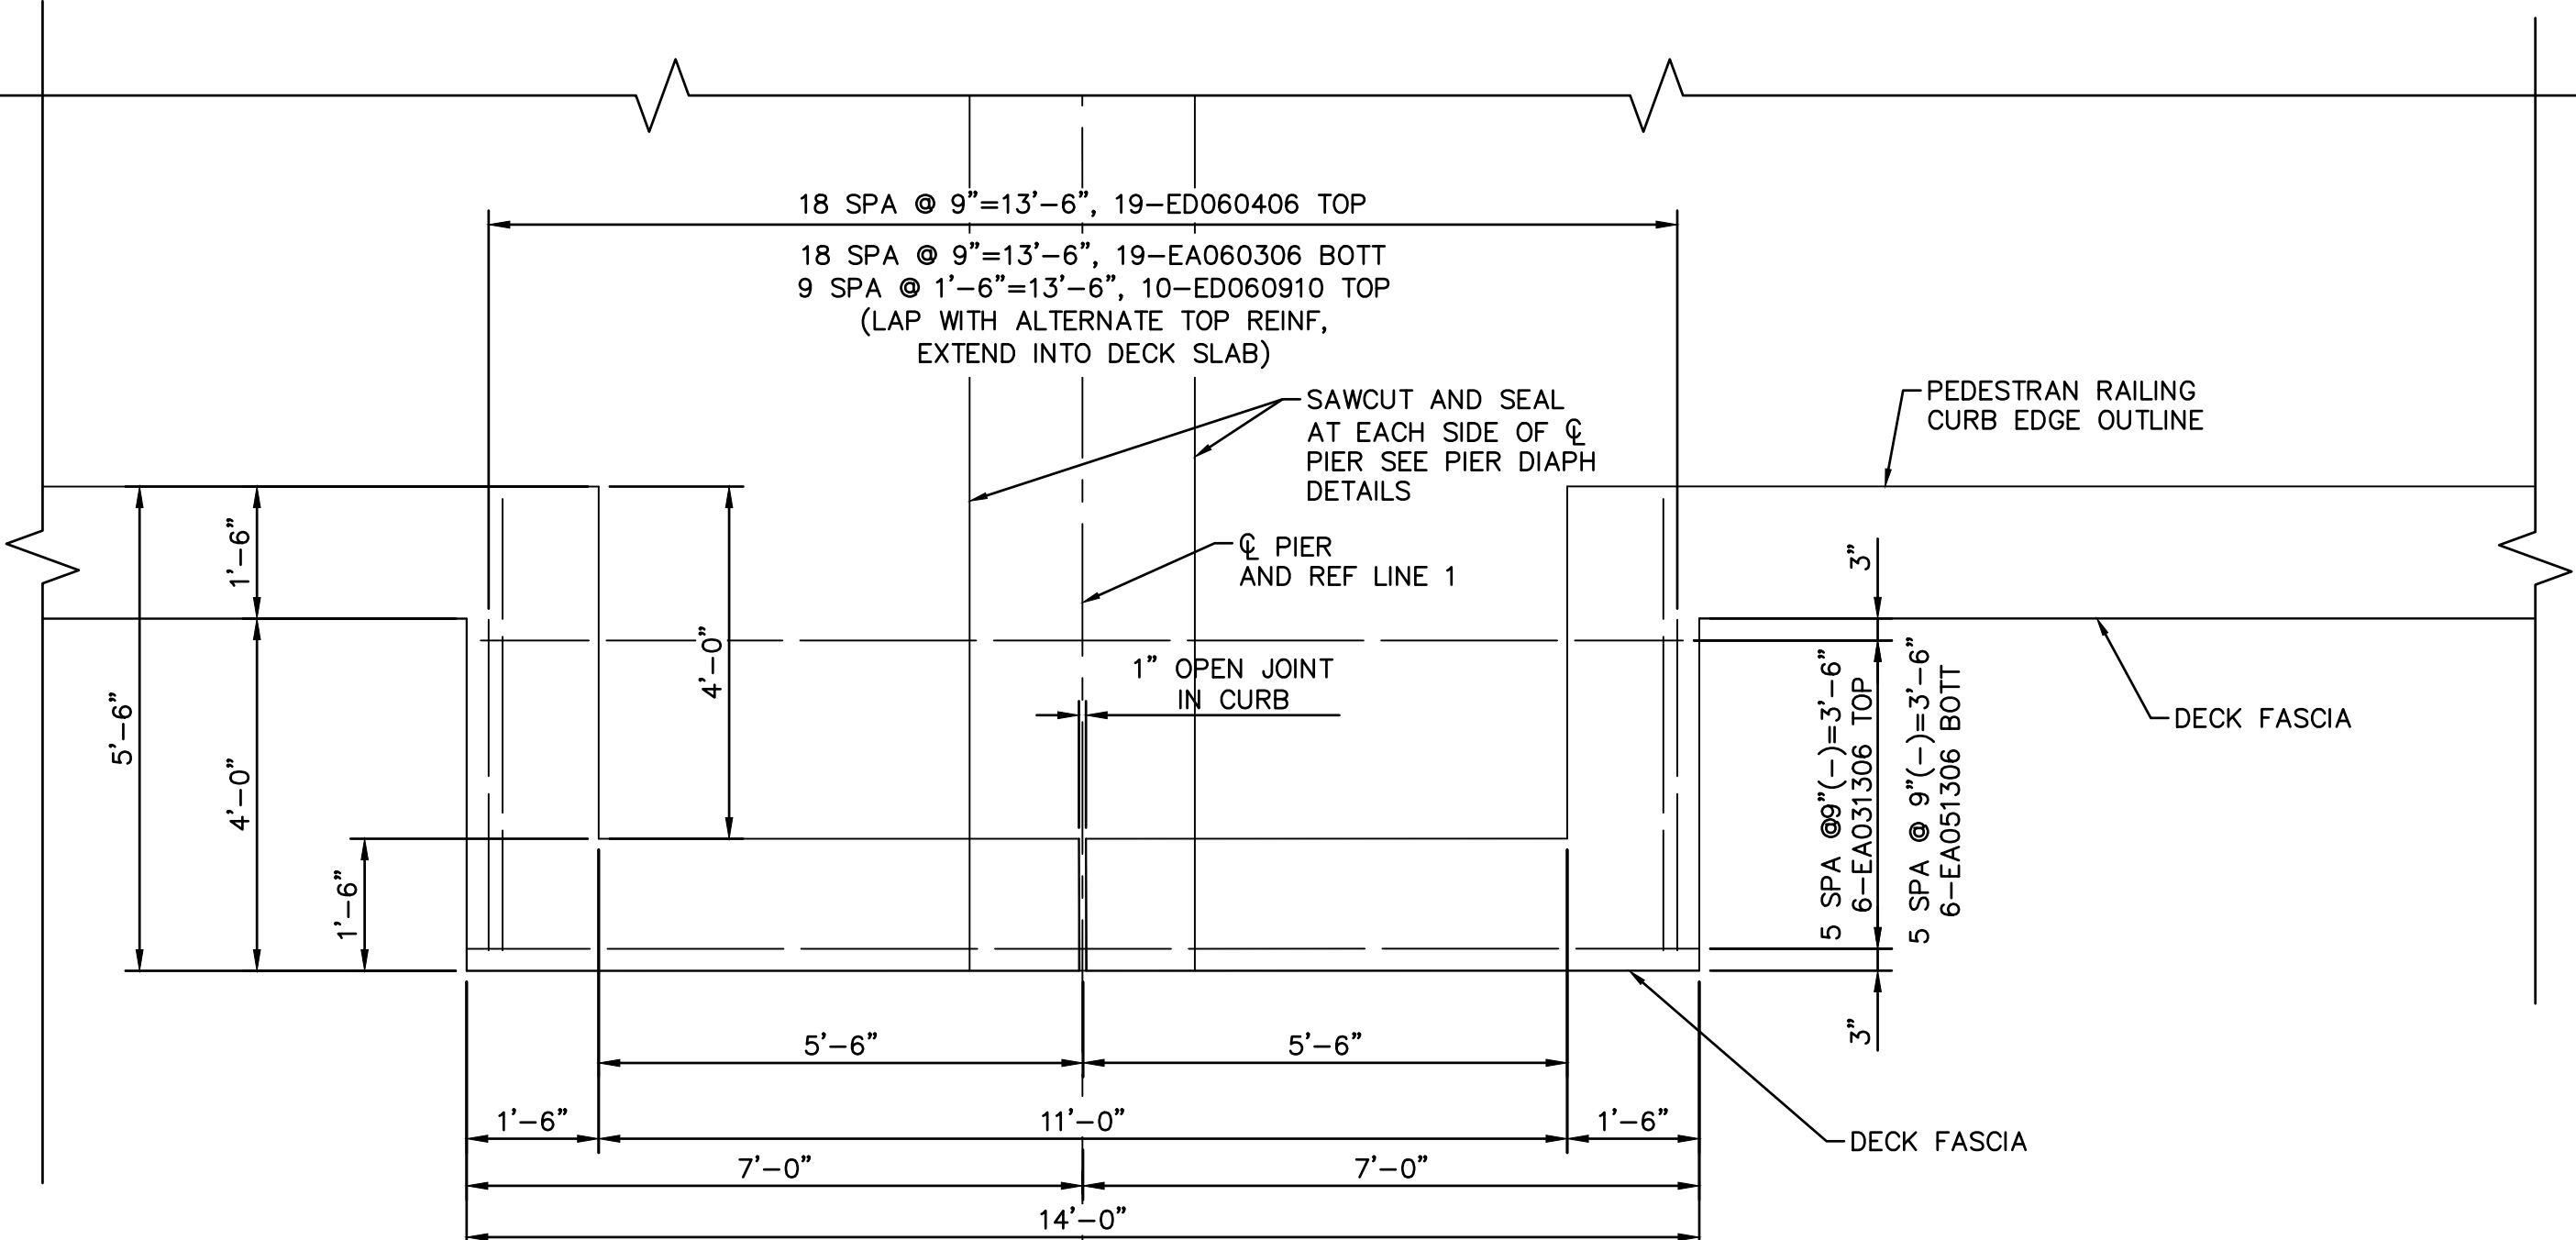 18 SPA @ 9"=13'-6", 19-ED060406 TOP
18 SPA @ 9"=13'-6", 19-EA060306 BOTT
9 SPA @ 1'-6"=13'-6", 10-ED060910 TOP
(LAP WITH ALTERNATE TOP REINF,
EXTEND INTO DECK SLAB)
SAWCUT AND SEAL
AT EACH SIDE OF ℄
PIER SEE PIER DIAPH
DETAILS
PEDESTRAN RAILING
CURB EDGE OUTLINE
℄ PIER
AND REF LINE 1
1'-6"
3"
4'-0"
1" OPEN JOINT
IN CURB
5'-6"
4'-0"
1'-6"
5 SPA @9"(-)=3'-6"
6-EA031306 TOP
5 SPA @ 9"(-)=3'-6"
6-EA051306 BOTT
DECK FASCIA
3"
5'-6"
5'-6"
1'-6"
11'-0"
1'-6"
DECK FASCIA
7'-0"
7'-0"
14'-0"